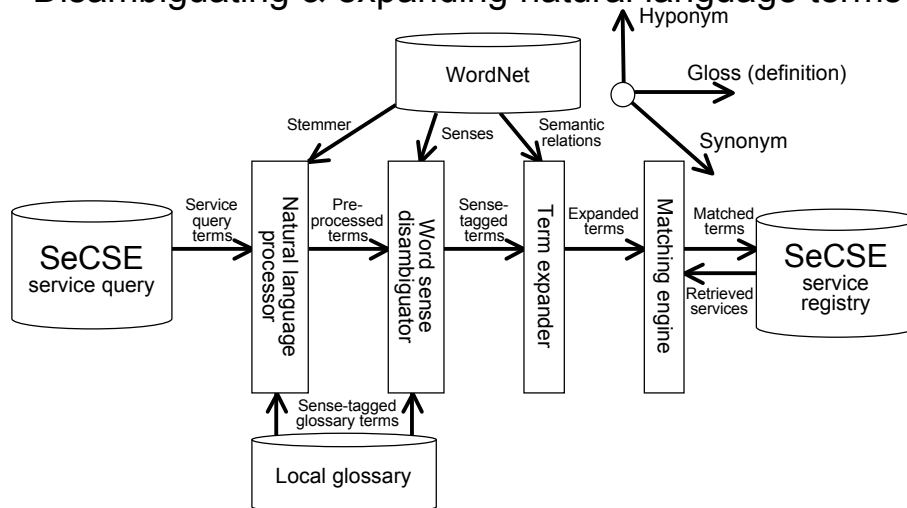 Disambiguating & expanding natural language terms
Hyponym
WordNet
Gloss (definition)
Stemmer
Senses
Semantic
relations
Synonym
SeCSE
service query
Service
query
terms
Natural language
processor
Pre-
processed
terms
Word sense
disambiguator
Sense-
tagged
terms
Term expander
Expanded
terms
Matching engine
Matched
terms
Retrieved
services
SeCSE
service
registry
Sense-tagged
glossary terms
Local glossary